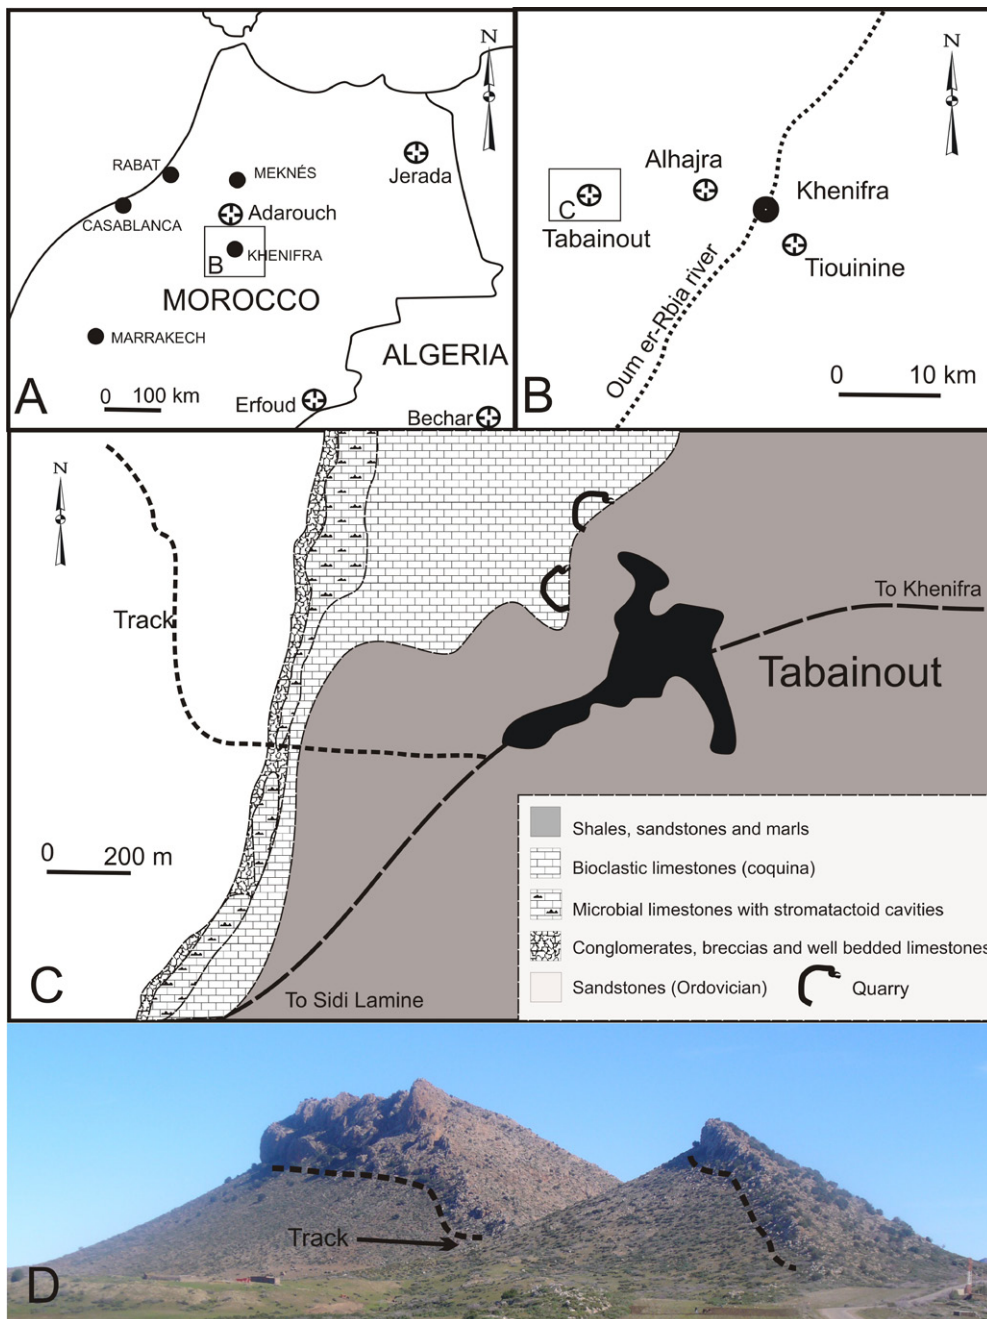 N
RABAT
MEKNÉS
Jerada
CASABLANCA
Adarouch
B
KHENIFRA
MOROCCO
MARRAKECH
ALGERIA
A
0 100 km
Erfoud
Bechar
N
Alhajra
Khenifra
C
Tabainout
Tiouinine
Oum er-Rbia river
B
0 10 km
N
Track
To Khenifra
Tabainout
0 200 m
C
To Sidi Lamine
Shales, sandstones and marls
Bioclastic limestones (coquina)
Microbial limestones with stromatactoid cavities
Conglomerates, breccias and well bedded limestones
Sandstones (Ordovician)
Quarry
Track
D